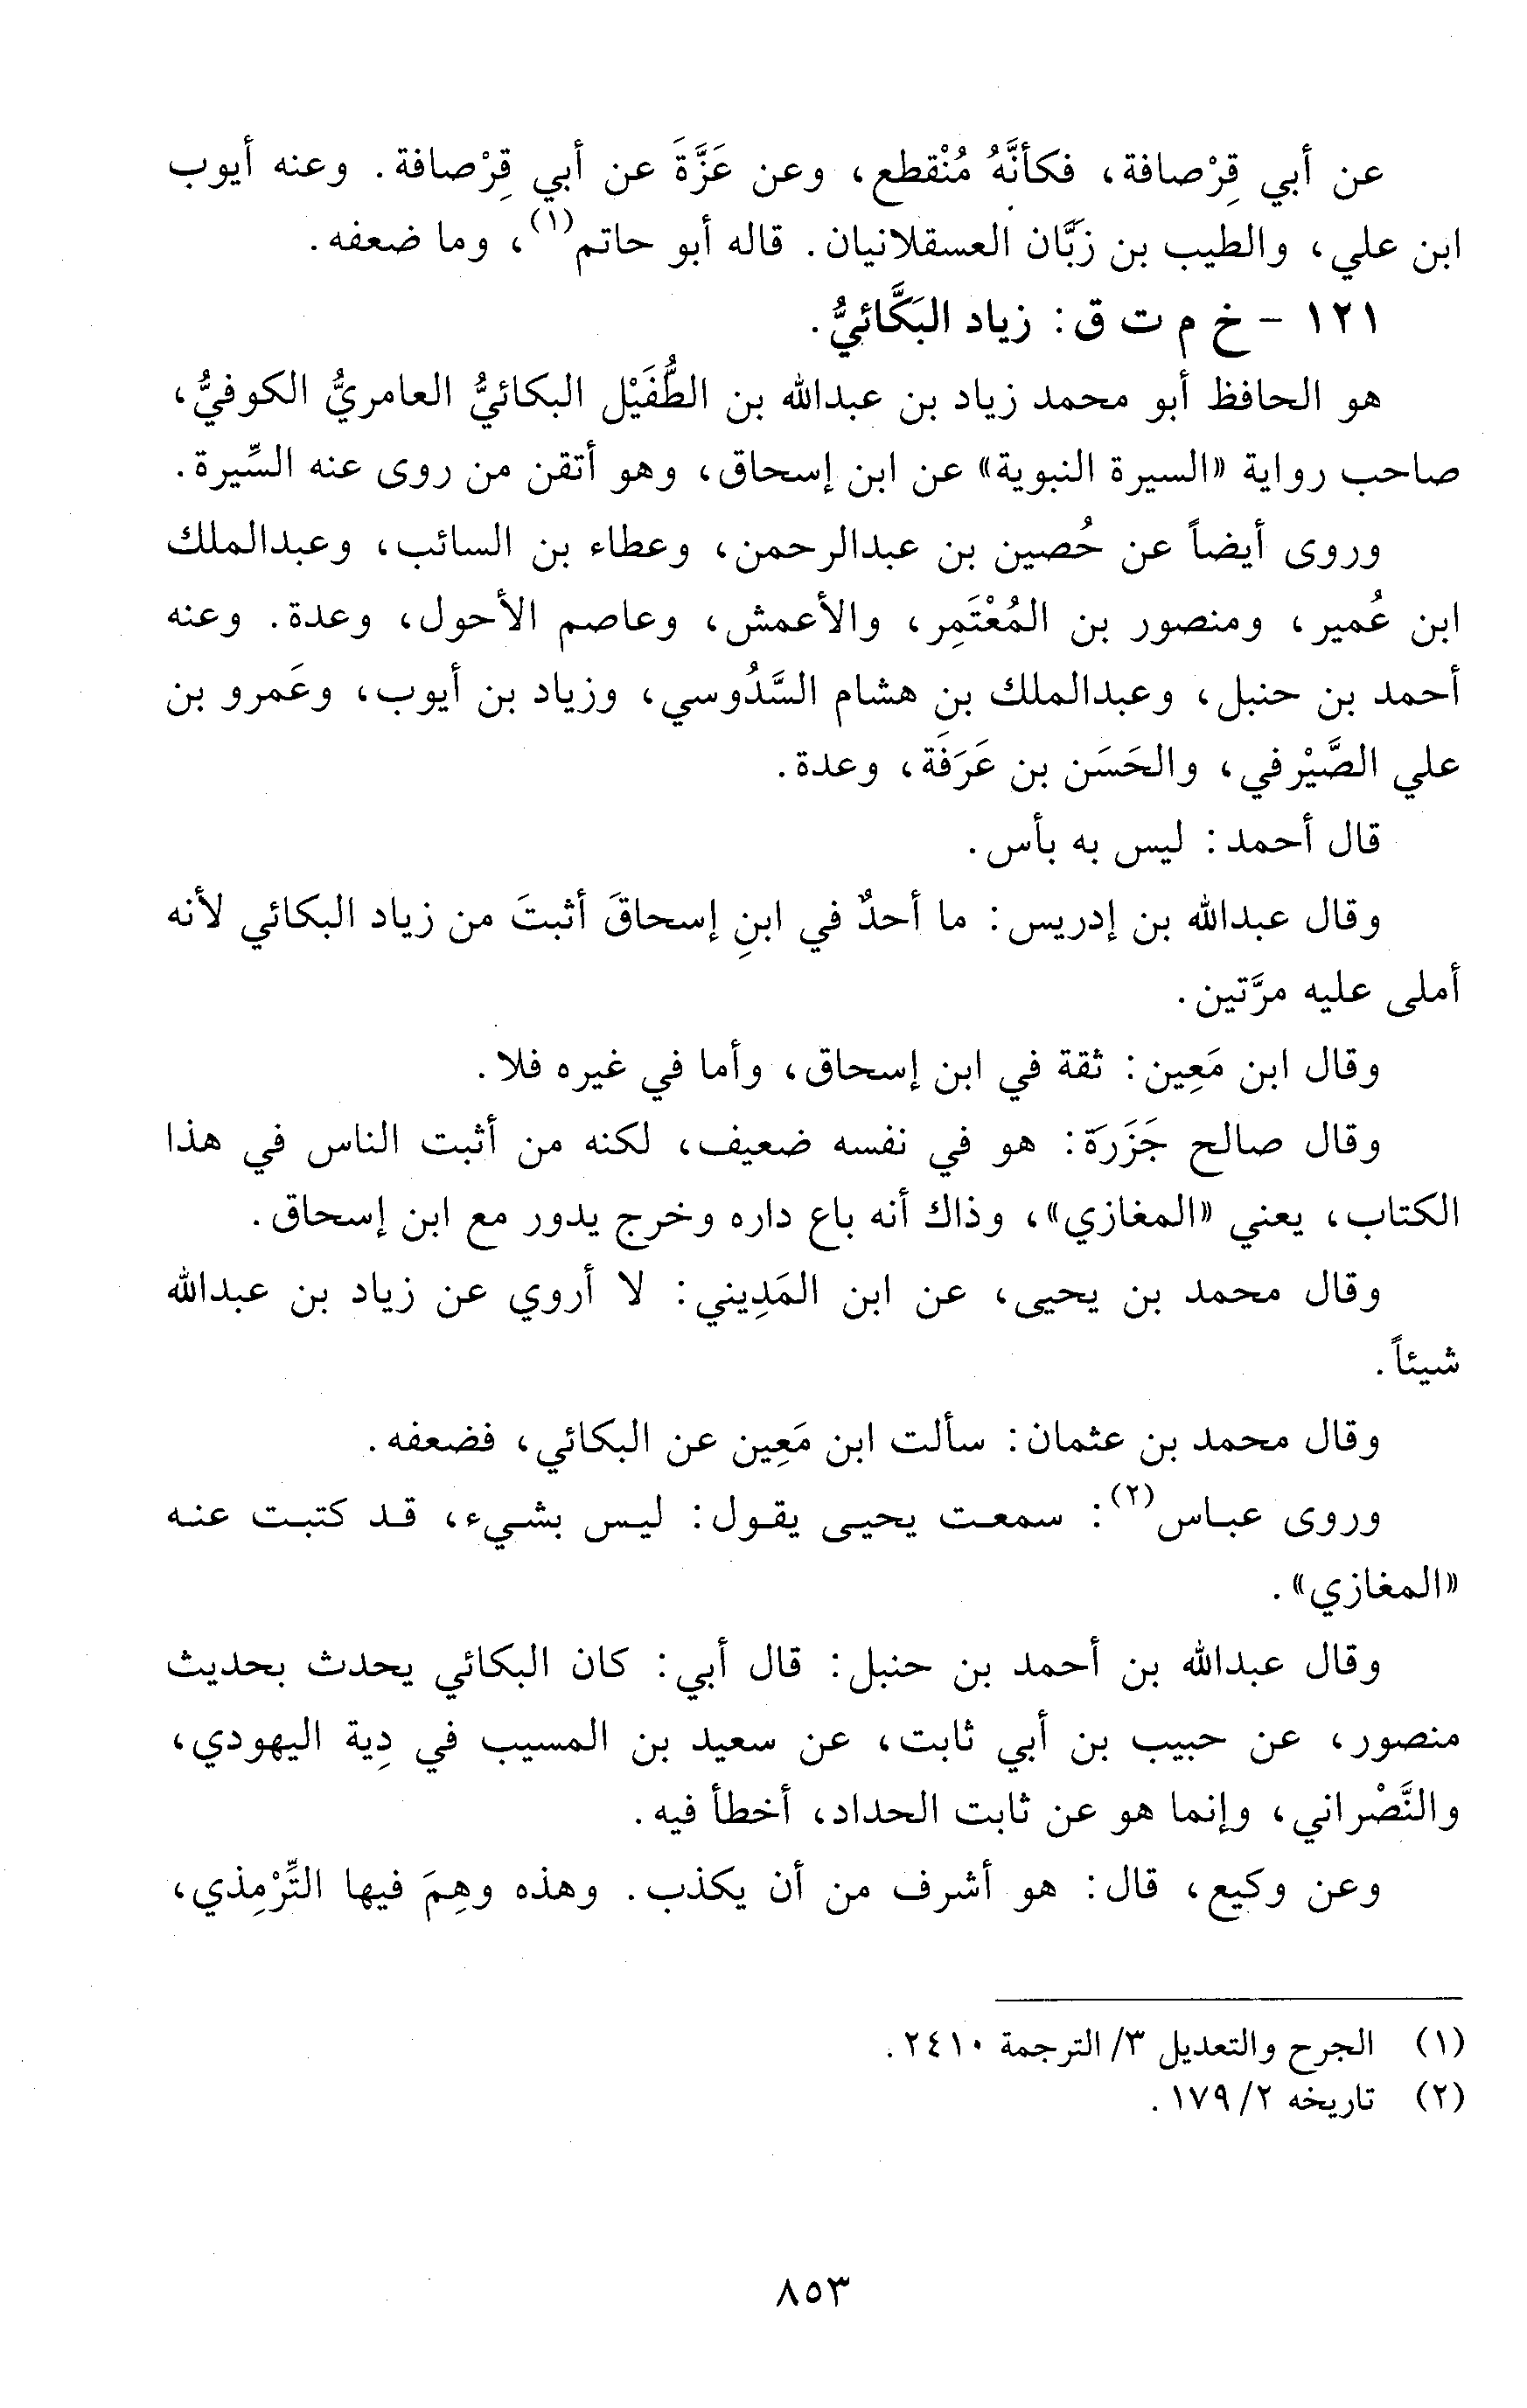 عن أبي قِرْصافة، فكأنَّهُ مُنْقطع، وعن عَزَّةَ عن أبي قِرْصافة. وعنه أيوب
ابن علي، والطيب بن زَبَّان العسقلانيان. قاله أبو حاتم(١)، وما ضعفه.
١٢١ - خ م ت ق: زياد البَكَّائيُّ.
هو الحافظ أبو محمد زياد بن عبدالله بن الطُّفَيْل البكائيُّ العامريُّ الكوفيُّ،
صاحب رواية «السيرة النبوية» عن ابن إسحاق، وهو أتقن من روى عنه السِّيرة.
وروى أيضاً عن حُصين بن عبدالرحمن، وعطاء بن السائب، وعبدالملك
ابن عُمير، ومنصور بن المُعْتَمِر، والأعمش، وعاصم الأحول، وعدة. وعنه
أحمد بن حنبل، وعبدالملك بن هشام السَّدُوسي، وزياد بن أيوب، وعَمرو بن
علي الصَّيْرفي، والحَسَن بن عَرَفَة، وعدة.
قال أحمد: ليس به بأس.
وقال عبدالله بن إدريس: ما أحدٌ في ابنِ إسحاقَ أثبتَ من زياد البكائي لأنه
أملى عليه مرَّتين.
وقال ابن مَعِين: ثقة في ابن إسحاق، وأما في غيره فلا.
وقال صالح جَزَرَة: هو في نفسه ضعيف، لكنه من أثبت الناس في هذا
الكتاب، يعني «المغازي»، وذاك أنه باع داره وخرج يدور مع ابن إسحاق.
وقال محمد بن يحيى، عن ابن المَدِيني: لا أروي عن زياد بن عبدالله
شيئاً.
وقال محمد بن عثمان: سألت ابن مَعِين عن البكائي، فضعفه.
وروى عباس(٢): سمعت يحيى يقول: ليس بشيء، قد كتبت عنه
«المغازي».
وقال عبدالله بن أحمد بن حنبل: قال أبي: كان البكائي يحدث بحديث
منصور، عن حبيب بن أبي ثابت، عن سعيد بن المسيب في دِية اليهودي،
والنَّصْراني، وإنما هو عن ثابت الحداد، أخطأ فيه.
وعن وكيع، قال: هو أشرف من أن يكذب. وهذه وهِمَ فيها التِّرْمِذي،
(١) الجرح والتعديل ٣/ الترجمة ٢٤١٠.
(٢) تاريخه ٢/ ١٧٩.
٨٥٣